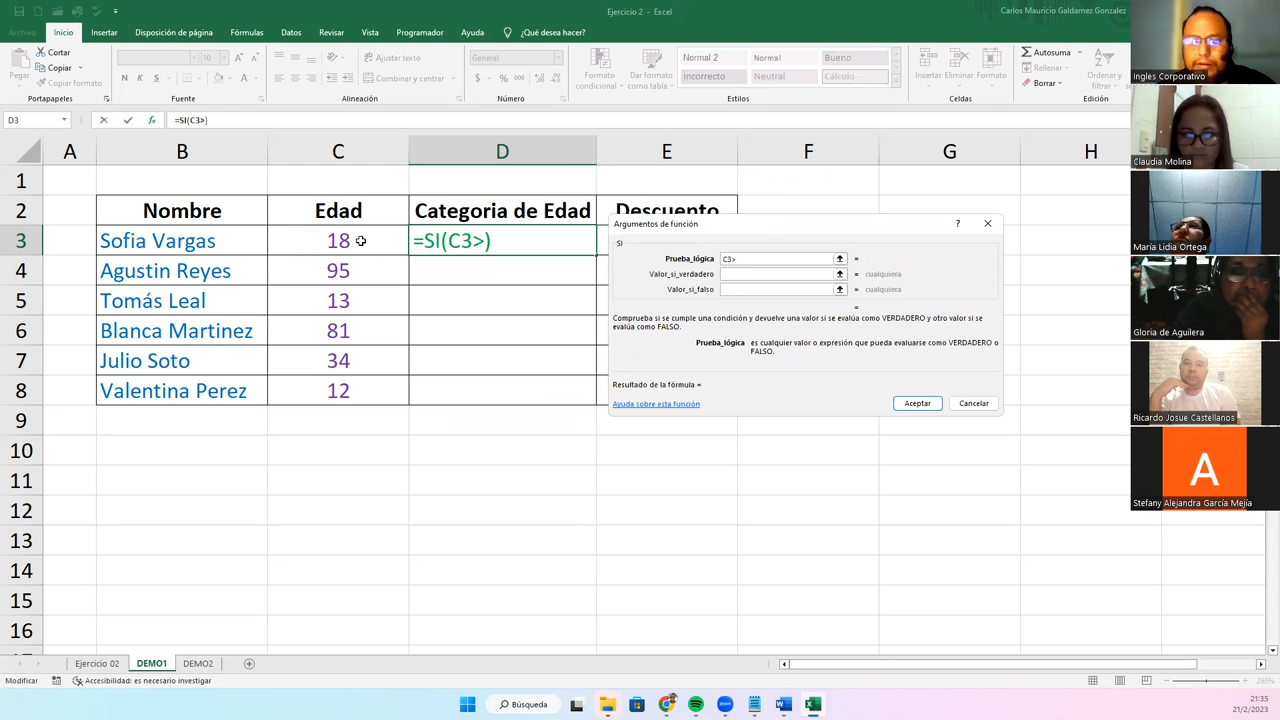 Ejercicio 2 - Excel
Carlos Mauricio Galdamez Gonzalez
Archivo Inicio Insertar Disposición de página Fórmulas Datos Revisar Vista Programador Ayuda ¿Qué desea hacer?
Pegar
Cortar
Copiar
Copiar formato
Portapapeles
10
N K S
Fuente
Ajustar texto
Combinar y centrar
Alineación
General
Número
Formato condicional
Dar formato como tabla
Normal 2 Normal Bueno
Incorrecto Neutral Cálculo
Estilos
Insertar Eliminar Formato
Celdas
Autosuma
Rellenar
Borrar
Ordenar y filtrar
Edición
D3 fx =SI(C3>)
A B C D E F G H
1
2 Nombre Edad Categoria de Edad Descuento
3 Sofia Vargas 18 =SI(C3>)
4 Agustin Reyes 95
5 Tomás Leal 13
6 Blanca Martinez 81
7 Julio Soto 34
8 Valentina Perez 12
9
10
11
12
13
14
15
16
Argumentos de función ?
SI
Prueba_lógica C3> =
Valor_si_verdadero = cualquiera
Valor_si_falso = cualquiera
=
Comprueba si se cumple una condición y devuelve una valor si se evalúa como VERDADERO y otro valor si se
evalúa como FALSO.
Prueba_lógica es cualquier valor o expresión que pueda evaluarse como VERDADERO o
FALSO.
Resultado de la fórmula =
Ayuda sobre esta función Aceptar Cancelar
Ingles Corporativo
Claudia Molina
María Lidia Ortega
Gloria de Aguilera
Ricardo Josue Castellanos
A
Stefany Alejandra García Mejía
Ejercicio 02 DEMO1 DEMO2
Modificar Accesibilidad: es necesario investigar
Búsqueda
21:35
21/2/2023